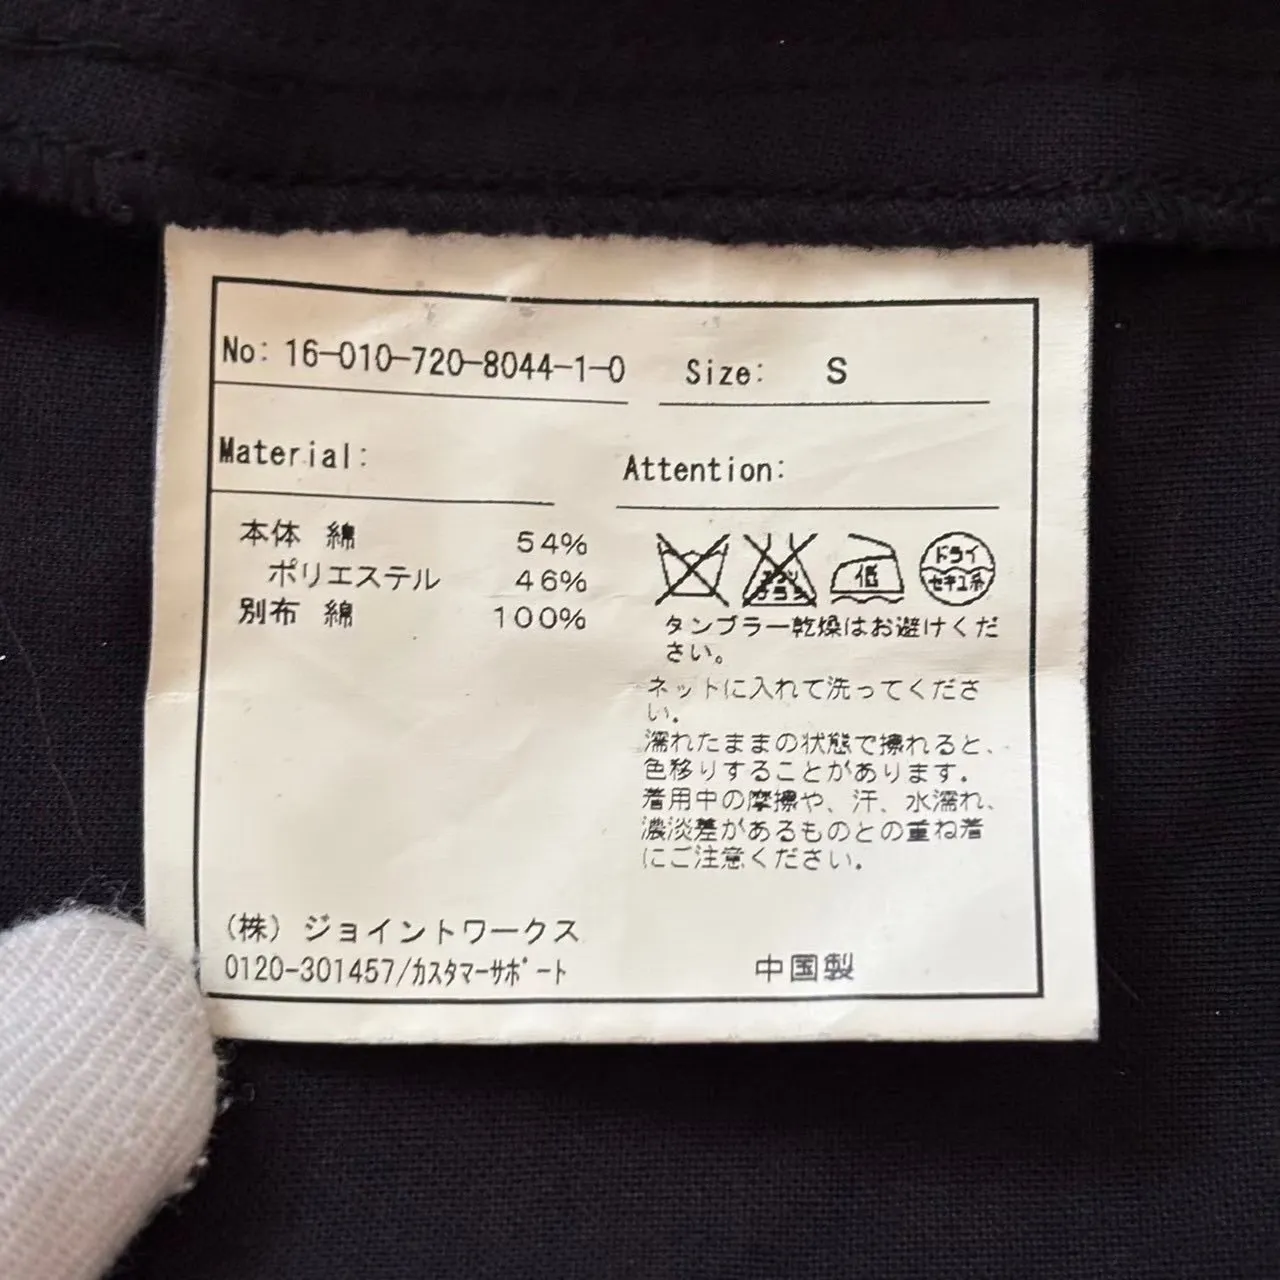 No: 16-010-720-8044-1-0
Size: S
Material:
本体 綿 54%
ポリエステル 46%
別布 綿 100%
Attention:
エンソ
サラシ
低
ドライ
セキユ系
タンブラー乾燥はお避けくだ
さい。
ネットに入れて洗ってくださ
い。
濡れたままの状態で擦れると、
色移りすることがあります。
着用中の摩擦や、汗、水濡れ、
濃淡差があるものとの重ね着
にご注意ください。
(株) ジョイントワークス
0120-301457/カスタマーサポート
中国製